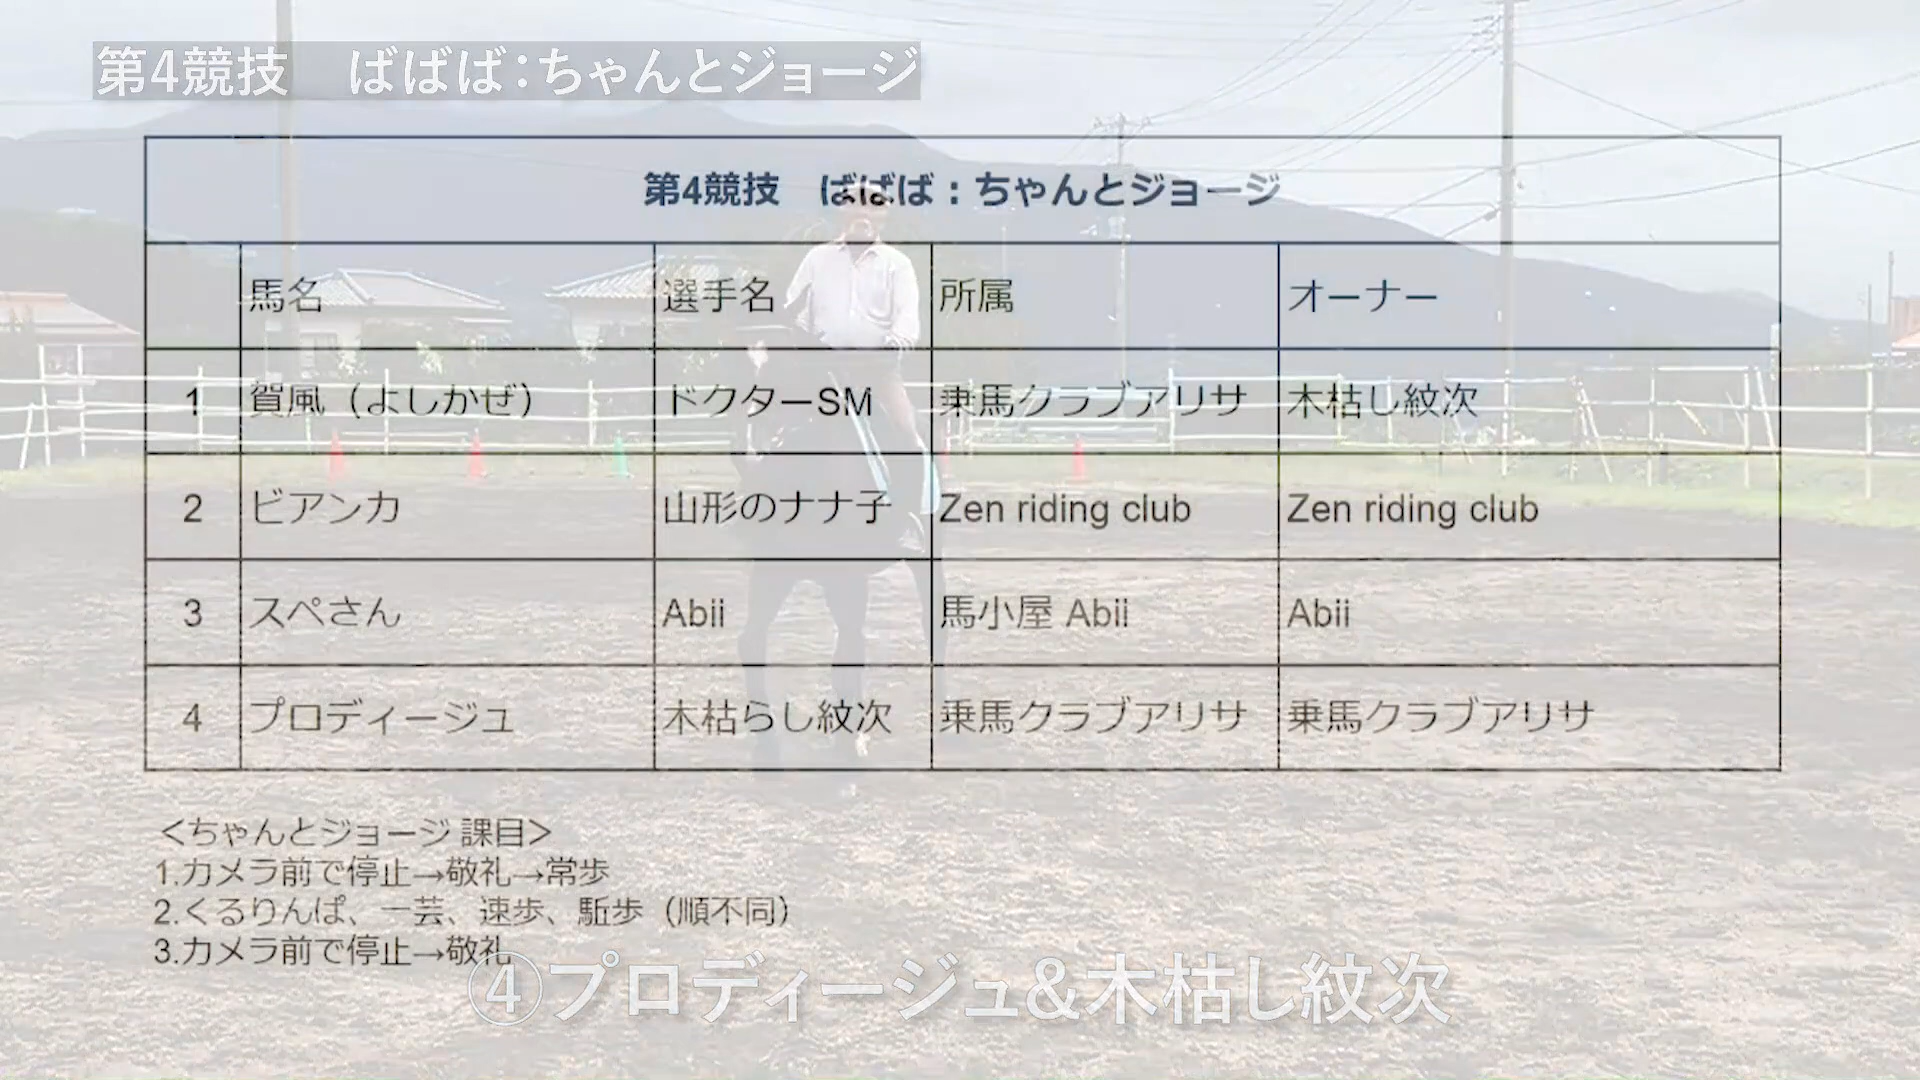 第4競技　ばばば：ちゃんとジョージ
第4競技　ばばば：ちゃんとジョージ
馬名 選手名 所属 オーナー
1 賀風（よしかぜ） ドクターSM 乗馬クラブアリサ 木枯し紋次
2 ビアンカ 山形のナナ子 Zen riding club Zen riding club
3 スペさん Abii 馬小屋 Abii Abii
4 プロディージュ 木枯らし紋次 乗馬クラブアリサ 乗馬クラブアリサ
＜ちゃんとジョージ 課目＞
1.カメラ前で停止→敬礼→常歩
2.くるりんぱ、一芸、速歩、駈歩（順不同）
3.カメラ前で停止→敬礼
④プロディージュ&木枯し紋次